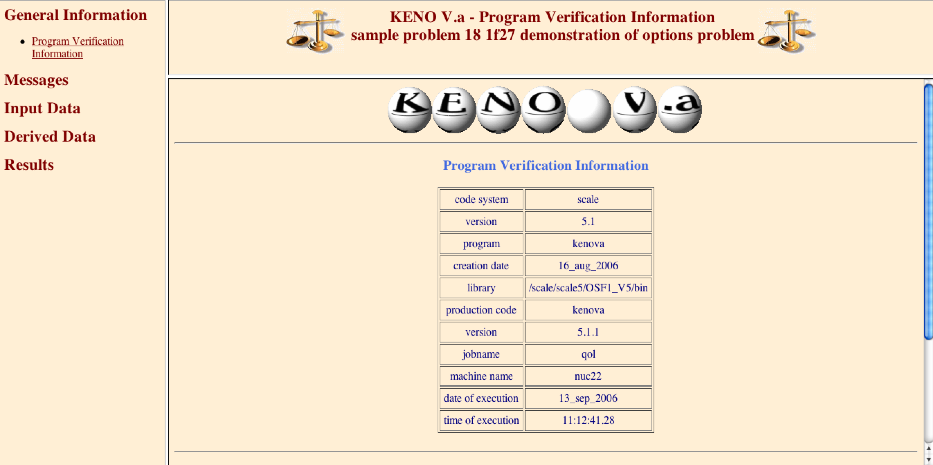 General Information
Program Verification
Information
Messages
Input Data
Derived Data
Results
KENO V.a - Program Verification Information
sample problem 18 1f27 demonstration of options problem
KENO V.a
Program Verification Information
code system scale
version 5.1
program kenova
creation date 16_aug_2006
library /scale/scale5/OSF1_V5/bin
production code kenova
version 5.1.1
jobname qol
machine name nuc22
date of execution 13_sep_2006
time of execution 11:12:41.28